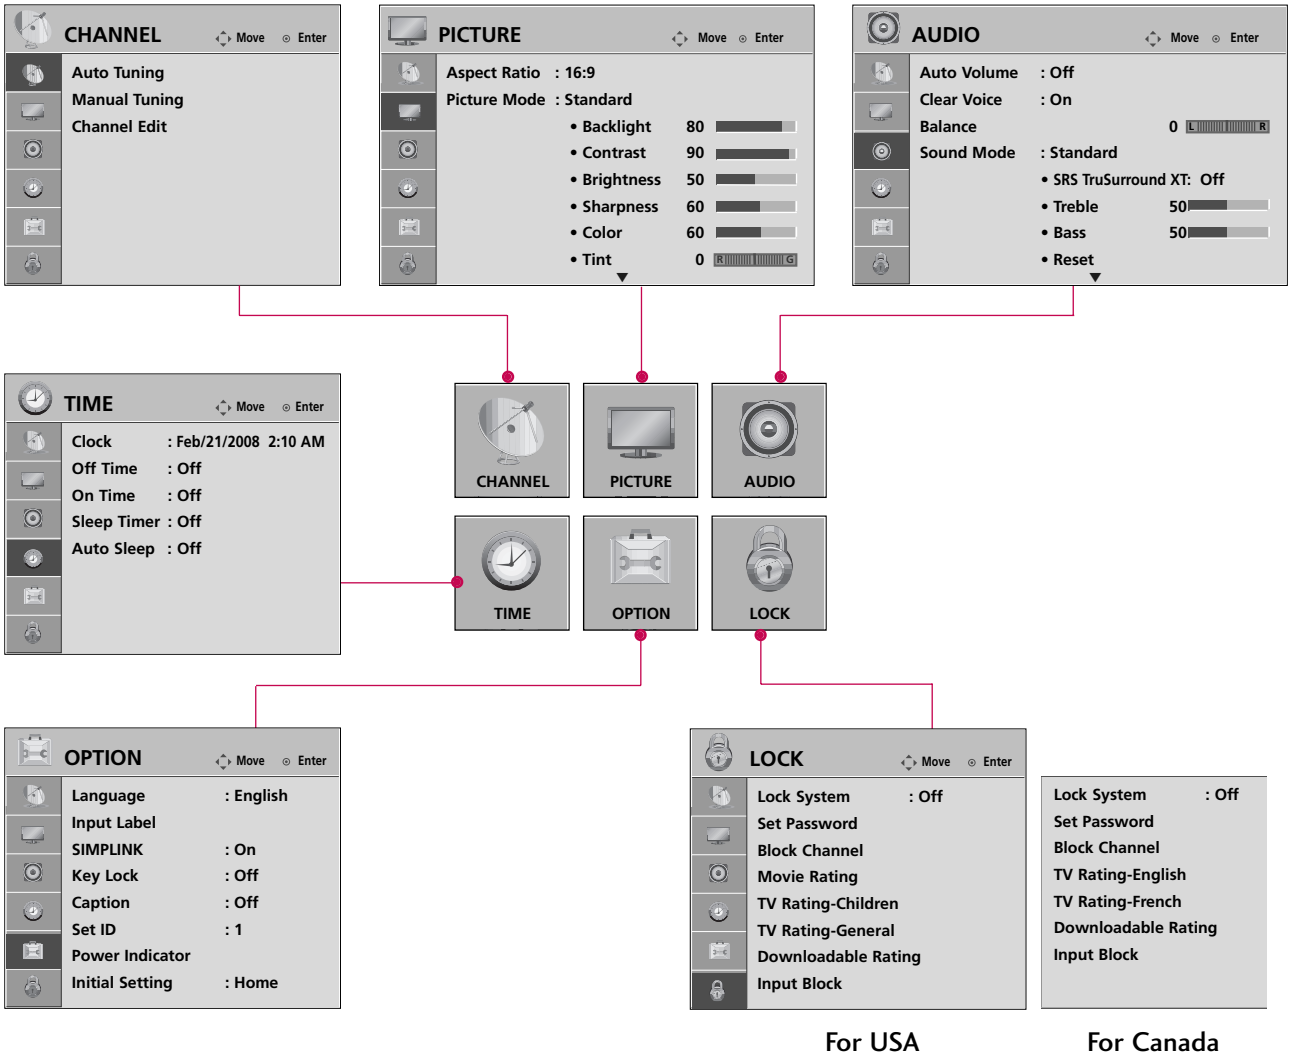 CHANNEL Move Enter
Auto Tuning
Manual Tuning
Channel Edit
PICTURE Move Enter
Aspect Ratio : 16:9
Picture Mode : Standard
• Backlight 80
• Contrast 90
• Brightness 50
• Sharpness 60
• Color 60
• Tint 0 R G
AUDIO Move Enter
Auto Volume : Off
Clear Voice : On
Balance 0 L R
Sound Mode : Standard
• SRS TruSurround XT: Off
• Treble 50
• Bass 50
• Reset
TIME Move Enter
Clock : Feb/21/2008 2:10 AM
Off Time : Off
On Time : Off
Sleep Timer : Off
Auto Sleep : Off
CHANNEL
PICTURE
AUDIO
TIME
OPTION
LOCK
OPTION Move Enter
Language : English
Input Label
SIMPLINK : On
Key Lock : Off
Caption : Off
Set ID : 1
Power Indicator
Initial Setting : Home
LOCK Move Enter
Lock System : Off
Set Password
Block Channel
Movie Rating
TV Rating-Children
TV Rating-General
Downloadable Rating
Input Block
For USA
Lock System : Off
Set Password
Block Channel
TV Rating-English
TV Rating-French
Downloadable Rating
Input Block
For Canada